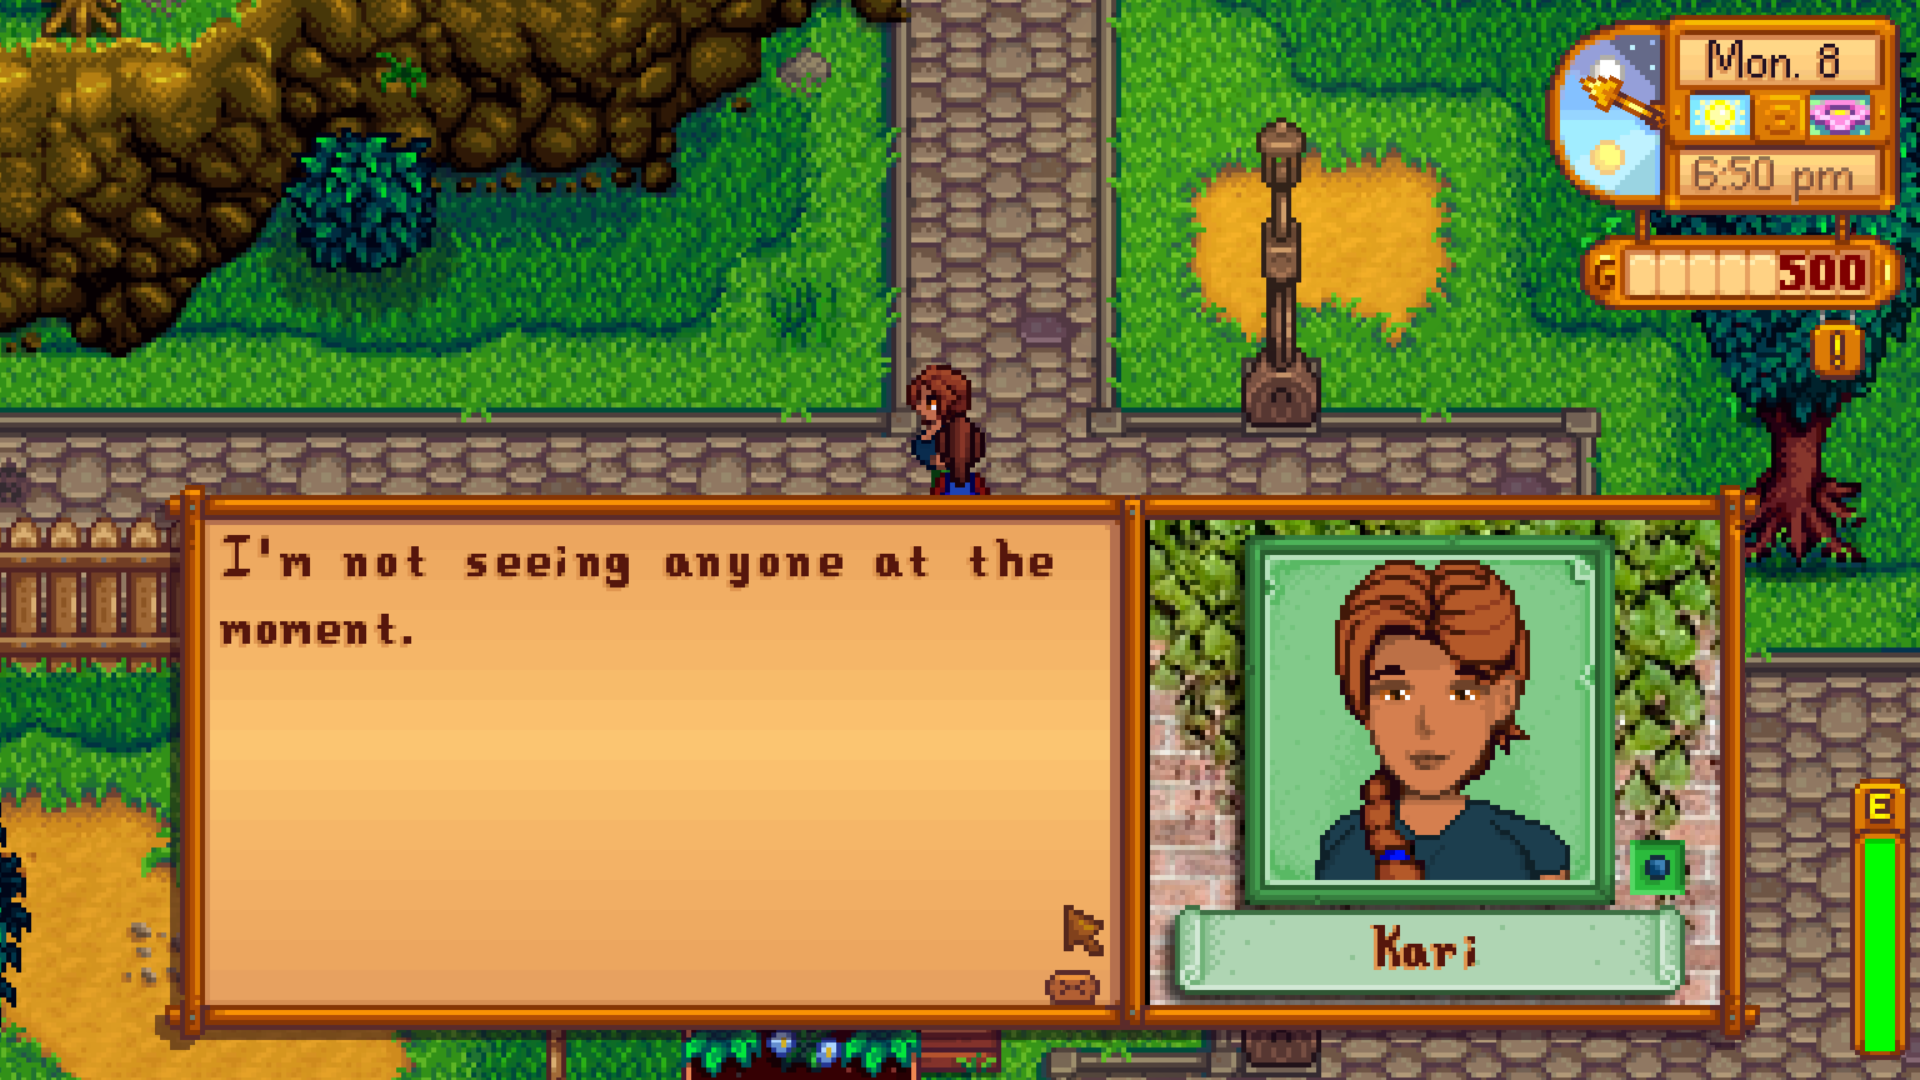 Mon. 8
6:50 pm
G 500
!
I'm not seeing anyone at the
moment.
E
Kari